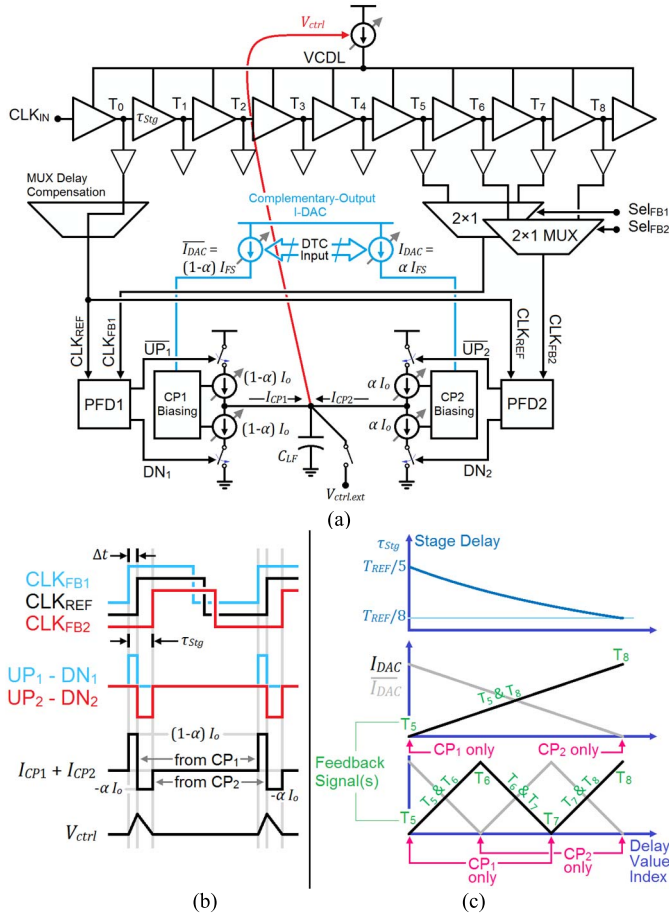 V_ctrl
VCDL
CLK_IN
T_0
τ_Stg
T_1
T_2
T_3
T_4
T_5
T_6
T_7
T_8
MUX Delay
Compensation
Complementary-Output
I-DAC
2×1
2×1 MUX
Sel_FB1
Sel_FB2
\overline{I_DAC} =
(1-α) I_FS
DTC
Input
I_DAC =
α I_FS
CLK_REF
CLK_FB1
CLK_REF
CLK_FB2
\overline{UP_1}
\overline{UP_2}
PFD1
CP1
Biasing
(1-α) I_o
(1-α) I_o
I_CP1
I_CP2
α I_o
α I_o
CP2
Biasing
PFD2
DN_1
DN_2
C_LF
V_ctrl.ext
(a)
Δt
CLK_FB1
CLK_REF
CLK_FB2
τ_Stg
UP_1 - DN_1
UP_2 - DN_2
(1-α) I_o
I_CP1 + I_CP2
from CP_1
from CP_2
-α I_o
-α I_o
V_ctrl
(b)
τ_Stg
Stage Delay
T_REF/5
T_REF/8
I_DAC
\overline{I_DAC}
T_5
T_5 & T_8
T_8
CP_1 only
CP_2 only
Feedback
Signal(s)
T_5
T_5 & T_6
T_6
T_6 & T_7
T_7
T_7 & T_8
T_8
CP_1
only
CP_2
only
Delay
Value
Index
(c)